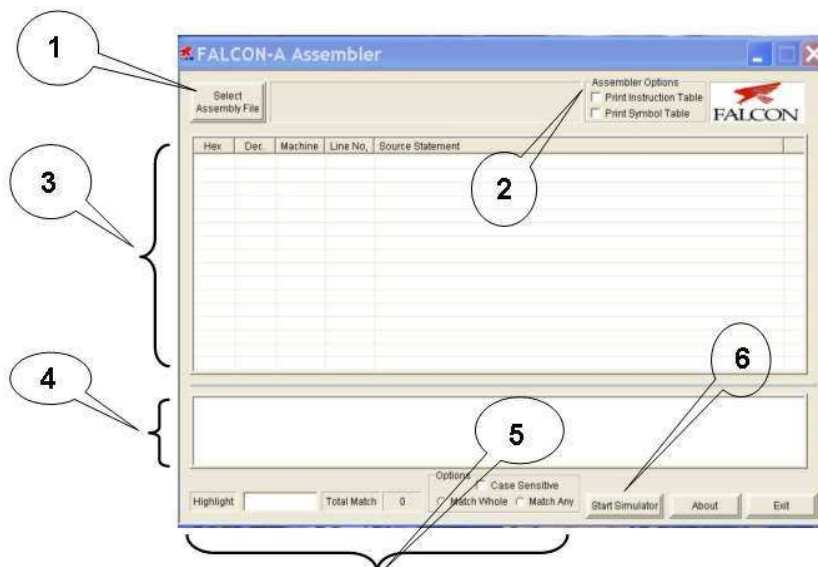 1
FALCON-A Assembler
Select
Assembly File
Assembler Options
Print Instruction Table
Print Symbol Table
FALCON
2
3
Hex Dec. Machine Line No, Source Statement
4
5
6
Options
Case Sensitive
Highlight Total Match 0 Match Whole Match Any Start Simulator About Exit